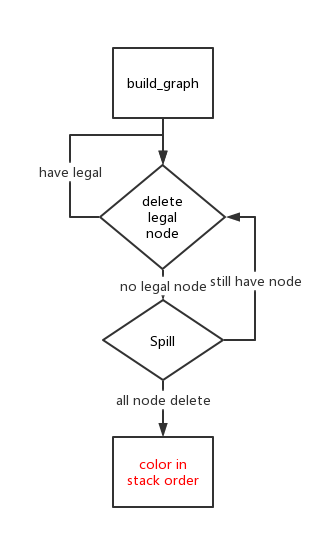 build_graph
have legal
delete
legal
node
no legal node
still have node
Spill
all node delete
color in
stack order